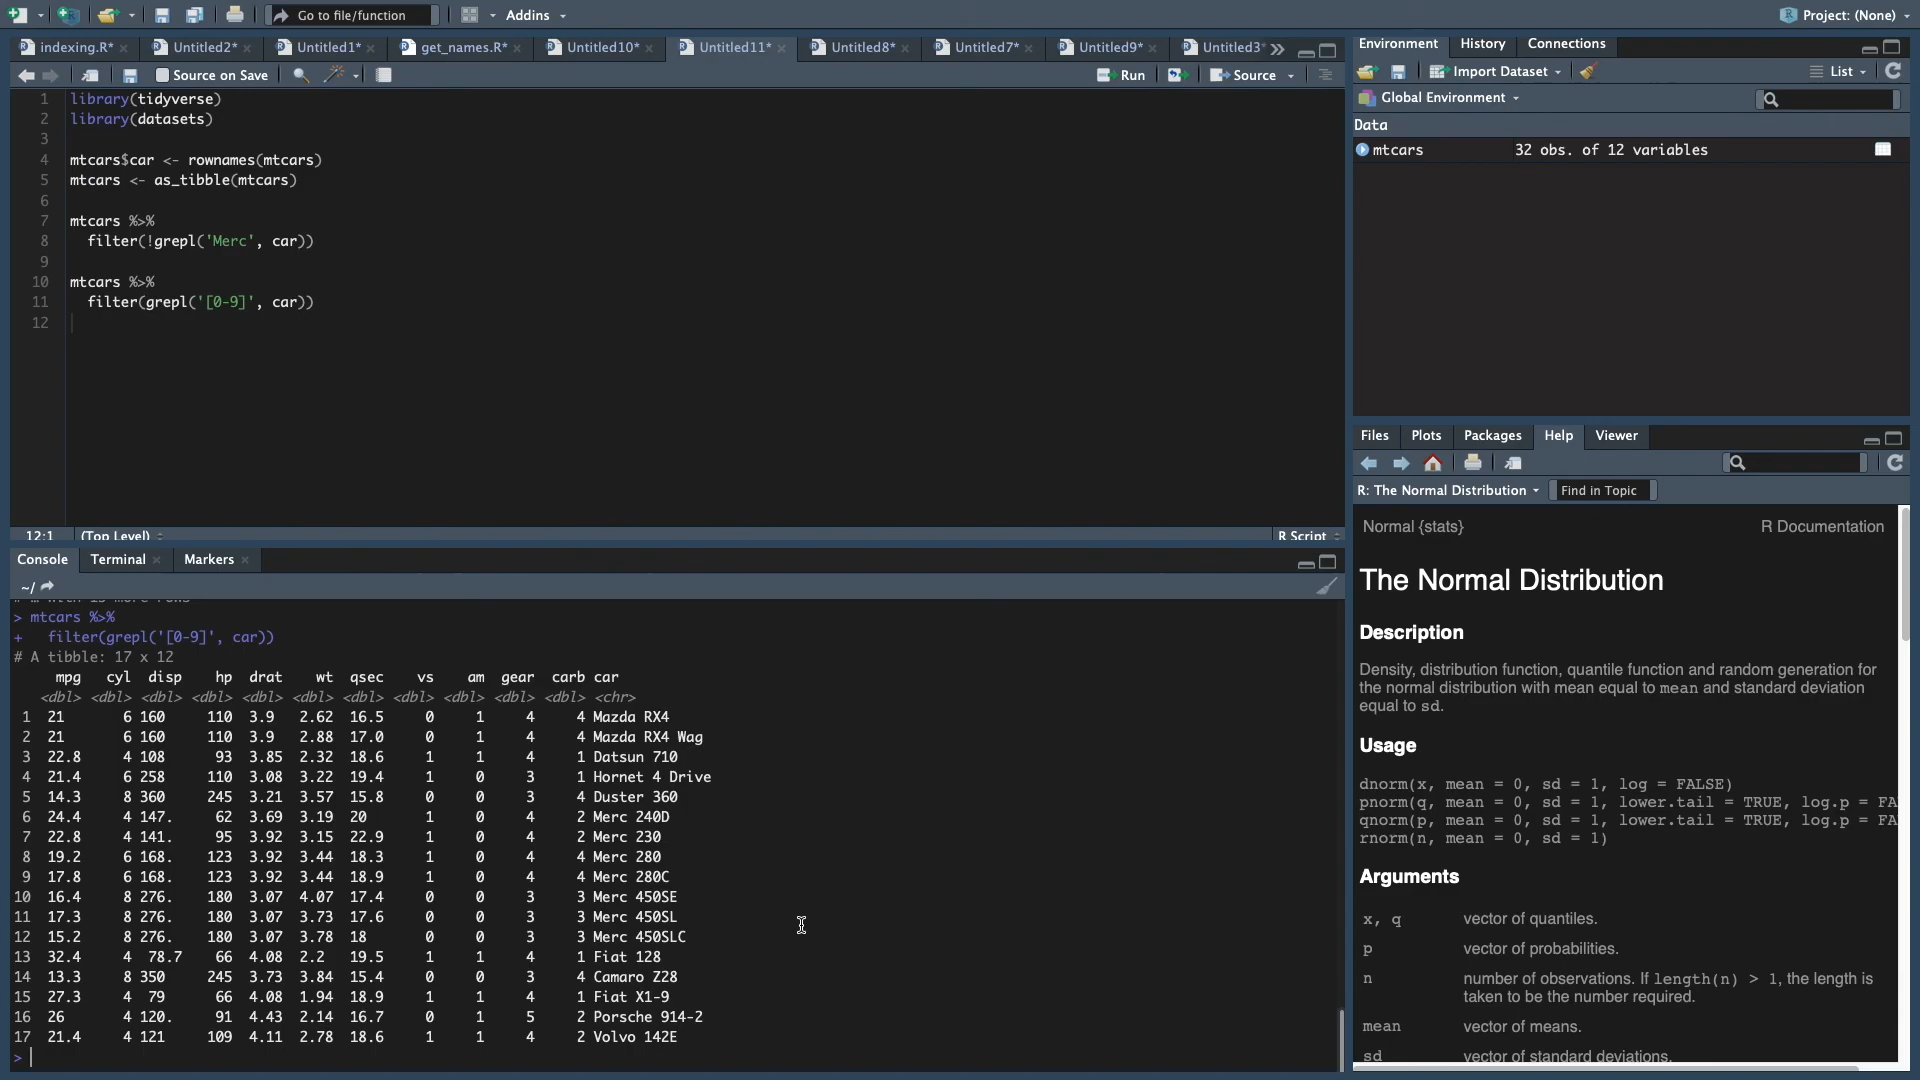 Go to file/function
Addins
Project: (None)
indexing.R*
Untitled2*
Untitled1*
get_names.R*
Untitled10*
Untitled11*
Untitled8*
Untitled7*
Untitled9*
Untitled3*
Source on Save
Run
Source
1 library(tidyverse)
2 library(datasets)
3
4 mtcars$car <- rownames(mtcars)
5 mtcars <- as_tibble(mtcars)
6
7 mtcars %>%
8   filter(!grepl('Merc', car))
9
10 mtcars %>%
11   filter(grepl('[0-9]', car))
12
12:1 (Top Level) R Script
Console Terminal Markers
~/
> mtcars %>%
+   filter(grepl('[0-9]', car))
# A tibble: 17 x 12
mpg cyl disp hp drat wt qsec vs am gear carb car
<dbl> <dbl> <dbl> <dbl> <dbl> <dbl> <dbl> <dbl> <dbl> <dbl> <dbl> <chr>
1 21 6 160 110 3.9 2.62 16.5 0 1 4 4 Mazda RX4
2 21 6 160 110 3.9 2.88 17.0 0 1 4 4 Mazda RX4 Wag
3 22.8 4 108 93 3.85 2.32 18.6 1 1 4 1 Datsun 710
4 21.4 6 258 110 3.08 3.22 19.4 1 0 3 1 Hornet 4 Drive
5 14.3 8 360 245 3.21 3.57 15.8 0 0 3 4 Duster 360
6 24.4 4 147. 62 3.69 3.19 20 1 0 4 2 Merc 240D
7 22.8 4 141. 95 3.92 3.15 22.9 1 0 4 2 Merc 230
8 19.2 6 168. 123 3.92 3.44 18.3 1 0 4 4 Merc 280
9 17.8 6 168. 123 3.92 3.44 18.9 1 0 4 4 Merc 280C
10 16.4 8 276. 180 3.07 4.07 17.4 0 0 3 3 Merc 450SE
11 17.3 8 276. 180 3.07 3.73 17.6 0 0 3 3 Merc 450SL
12 15.2 8 276. 180 3.07 3.78 18 0 0 3 3 Merc 450SLC
13 32.4 4 78.7 66 4.08 2.2 19.5 1 1 4 1 Fiat 128
14 13.3 8 350 245 3.73 3.84 15.4 0 0 3 4 Camaro Z28
15 27.3 4 79 66 4.08 1.94 18.9 1 1 4 1 Fiat X1-9
16 26 4 120. 91 4.43 2.14 16.7 0 1 5 2 Porsche 914-2
17 21.4 4 121 109 4.11 2.78 18.6 1 1 4 2 Volvo 142E
>
Environment History Connections
Import Dataset
List
Global Environment
Data
mtcars 32 obs. of 12 variables
Files Plots Packages Help Viewer
R: The Normal Distribution
Find in Topic
Normal {stats} R Documentation
The Normal Distribution
Description
Density, distribution function, quantile function and random generation for
the normal distribution with mean equal to mean and standard deviation
equal to sd.
Usage
dnorm(x, mean = 0, sd = 1, log = FALSE)
pnorm(q, mean = 0, sd = 1, lower.tail = TRUE, log.p = FA
qnorm(p, mean = 0, sd = 1, lower.tail = TRUE, log.p = FA
rnorm(n, mean = 0, sd = 1)
Arguments
x, q vector of quantiles.
p vector of probabilities.
n number of observations. If length(n) > 1, the length is
taken to be the number required.
mean vector of means.
sd vector of standard deviations.